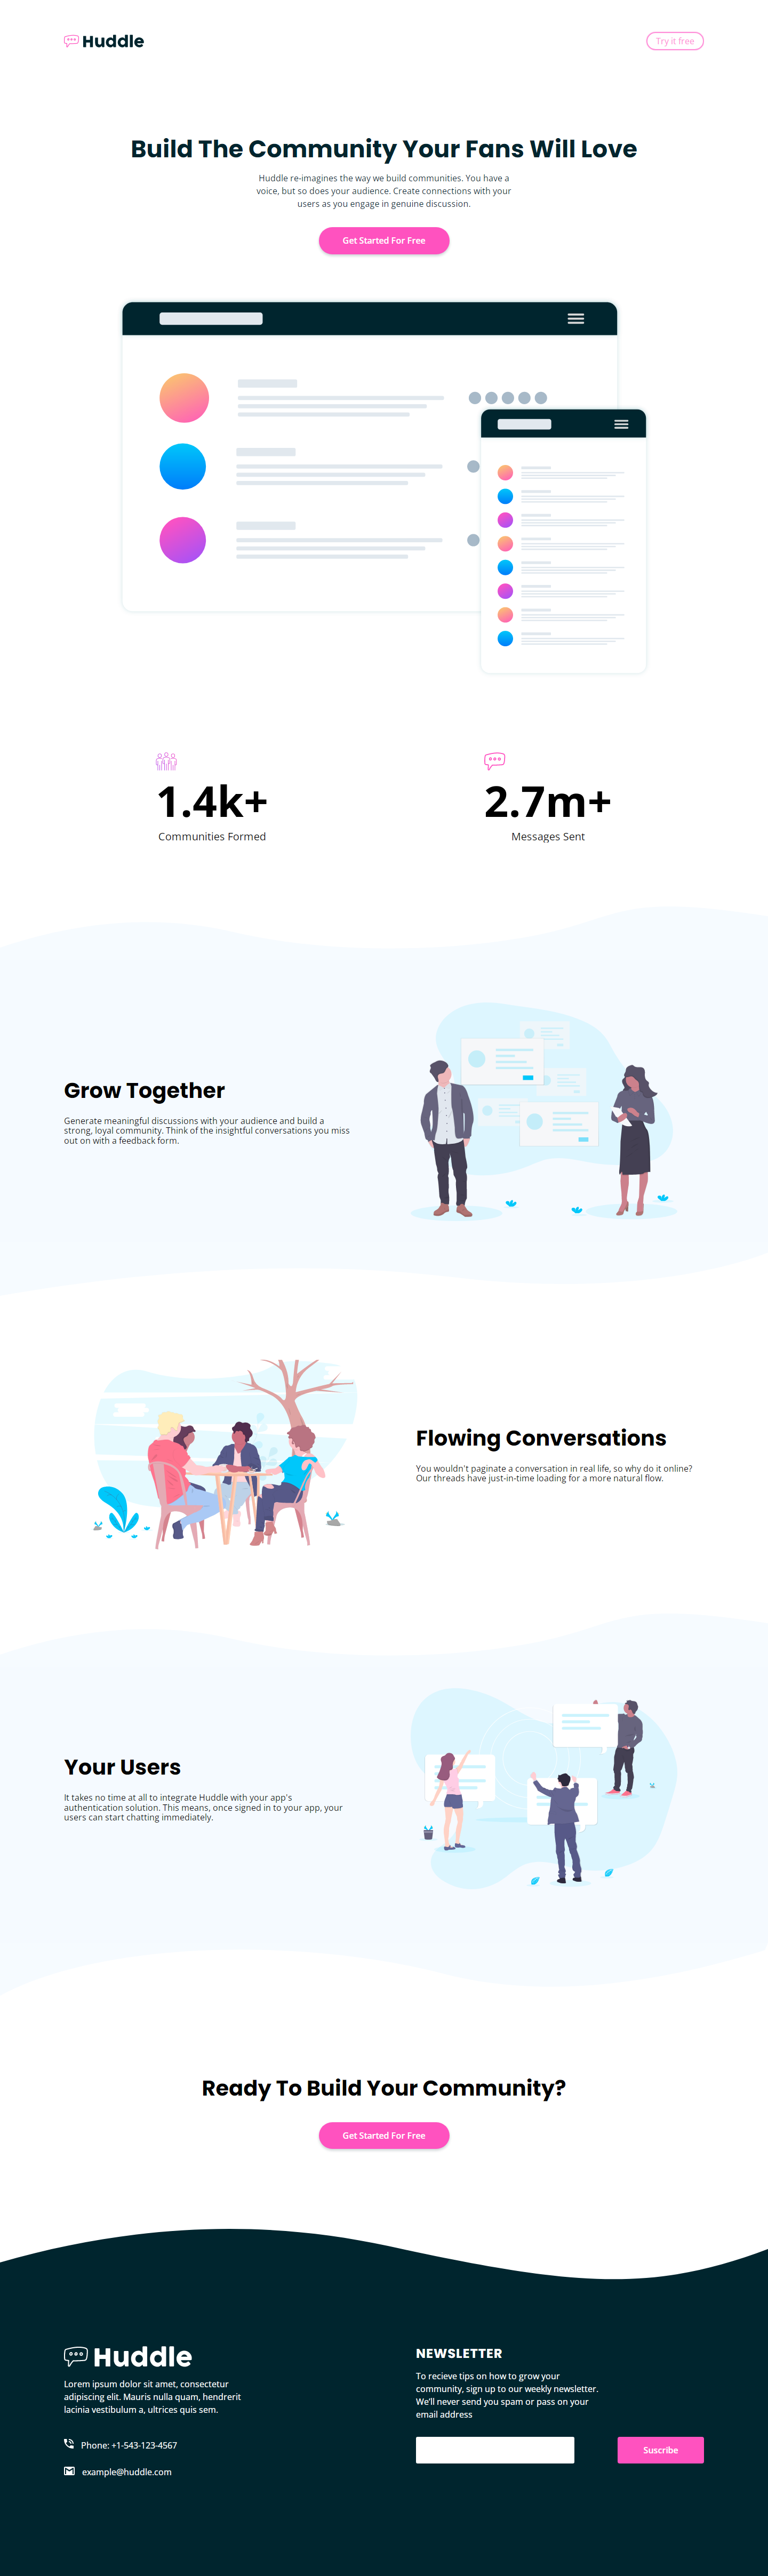 Huddle
Try it free
Build The Community Your Fans Will Love
Huddle re-imagines the way we build communities. You have a
voice, but so does your audience. Create connections with your
users as you engage in genuine discussion.
Get Started For Free
1.4k+
Communities Formed
2.7m+
Messages Sent
Grow Together
Generate meaningful discussions with your audience and build a
strong, loyal community. Think of the insightful conversations you miss
out on with a feedback form.
Flowing Conversations
You wouldn't paginate a conversation in real life, so why do it online?
Our threads have just-in-time loading for a more natural flow.
Your Users
It takes no time at all to integrate Huddle with your app's
authentication solution. This means, once signed in to your app, your
users can start chatting immediately.
Ready To Build Your Community?
Get Started For Free
Huddle
Lorem ipsum dolor sit amet, consectetur
adipiscing elit. Mauris nulla quam, hendrerit
lacinia vestibulum a, ultrices quis sem.
Phone: +1-543-123-4567
example@huddle.com
NEWSLETTER
To recieve tips on how to grow your
community, sign up to our weekly newsletter.
We'll never send you spam or pass on your
email address
Suscribe